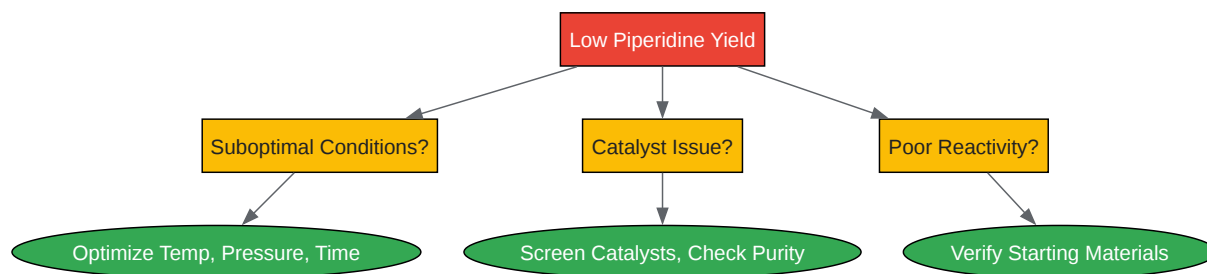 Low Piperidine Yield
Suboptimal Conditions?
Catalyst Issue?
Poor Reactivity?
Optimize Temp, Pressure, Time
Screen Catalysts, Check Purity
Verify Starting Materials